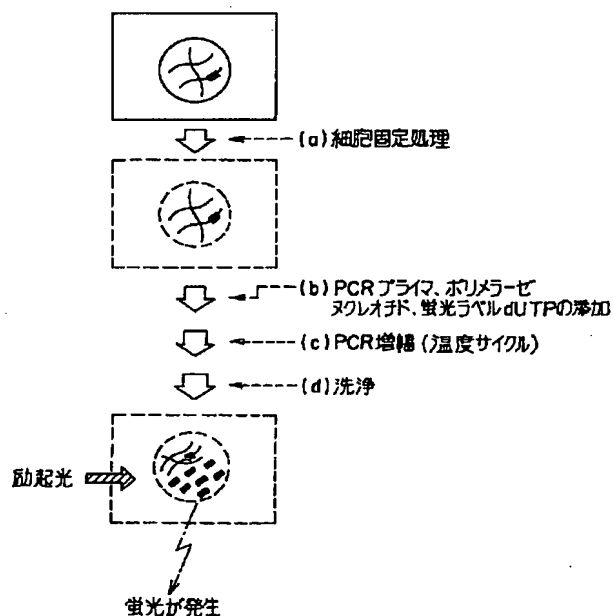 (a)細胞固定処理
(b)PCRプライマ、ポリメラーゼ
ヌクレオチド、蛍光ラベルdUTPの添加
(c)PCR増幅(温度サイクル)
(d)洗浄
励起光
蛍光が発生